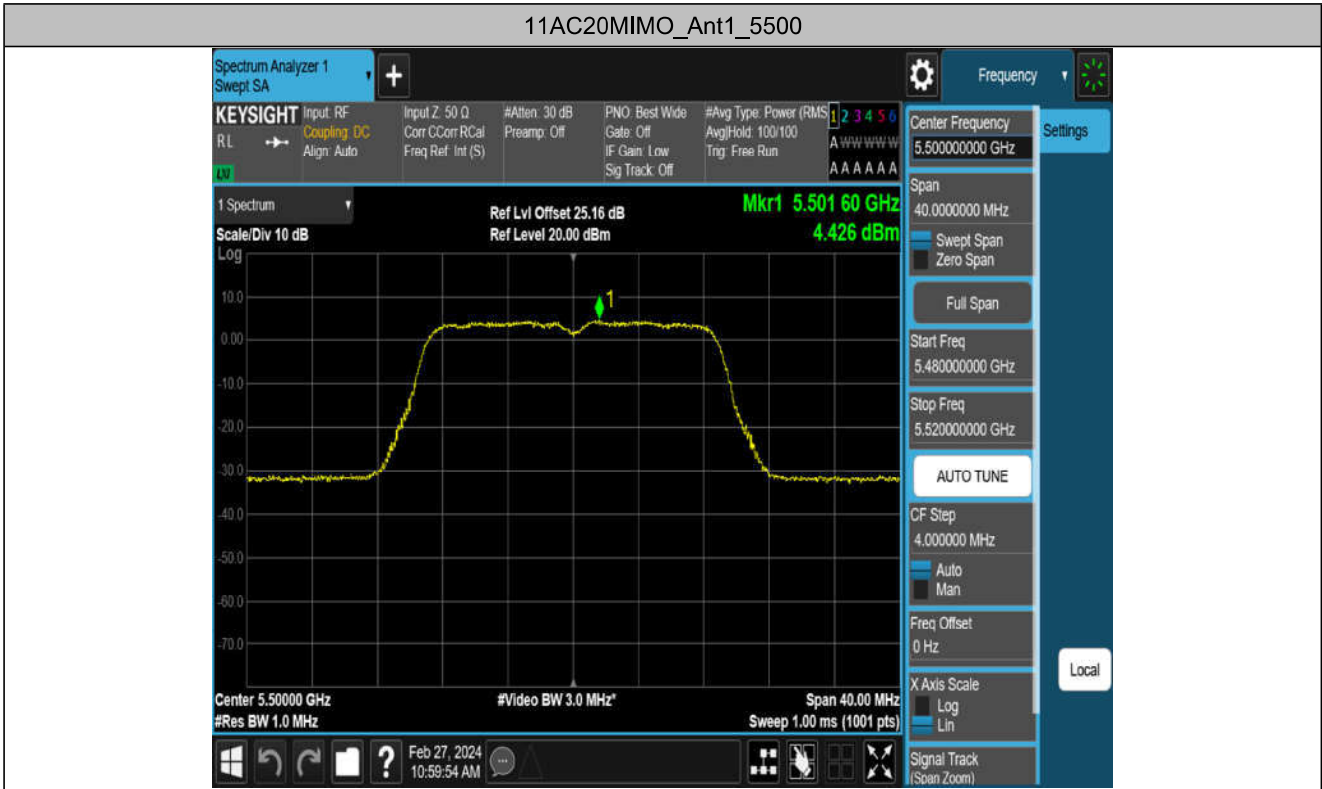 11AC20MIMO_Ant1_5500
Spectrum Analyzer 1
Swept SA
+
Frequency
KEYSIGHT
RL
LXI
Input: RF
Coupling: DC
Align: Auto
Input Z: 50 Ω
Corr CCorr RCal
Freq Ref: Int (S)
#Atten: 30 dB
Preamp: Off
PNO: Best Wide
Gate: Off
IF Gain: Low
Sig Track: Off
#Avg Type: Power (RMS
Avg|Hold: 100/100
Trig: Free Run
1 2 3 4 5 6
A W W W W W
A A A A A A
1 Spectrum
Scale/Div 10 dB
Log
Ref Lvl Offset 25.16 dB
Ref Level 20.00 dBm
Mkr1 5.501 60 GHz
4.426 dBm
1
10.0
0.00
-10.0
-20.0
-30.0
-40.0
-50.0
-60.0
-70.0
Center 5.50000 GHz
#Res BW 1.0 MHz
#Video BW 3.0 MHz*
Span 40.00 MHz
Sweep 1.00 ms (1001 pts)
Center Frequency
5.500000000 GHz
Settings
Span
40.0000000 MHz
Swept Span
Zero Span
Full Span
Start Freq
5.480000000 GHz
Stop Freq
5.520000000 GHz
AUTO TUNE
CF Step
4.000000 MHz
Auto
Man
Freq Offset
0 Hz
X Axis Scale
Log
Lin
Local
Signal Track
(Span Zoom)
?
Feb 27, 2024
10:59:54 AM